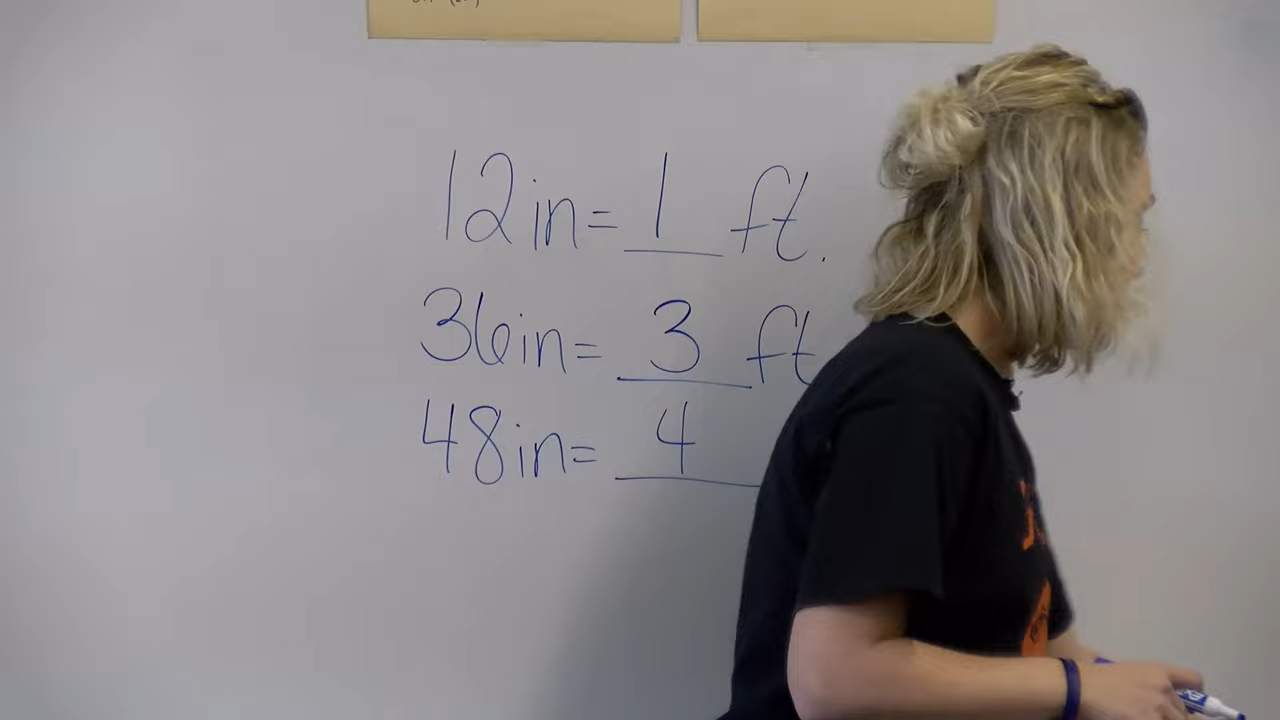 12in= 1 ft.
36in= 3 ft
48in= 4